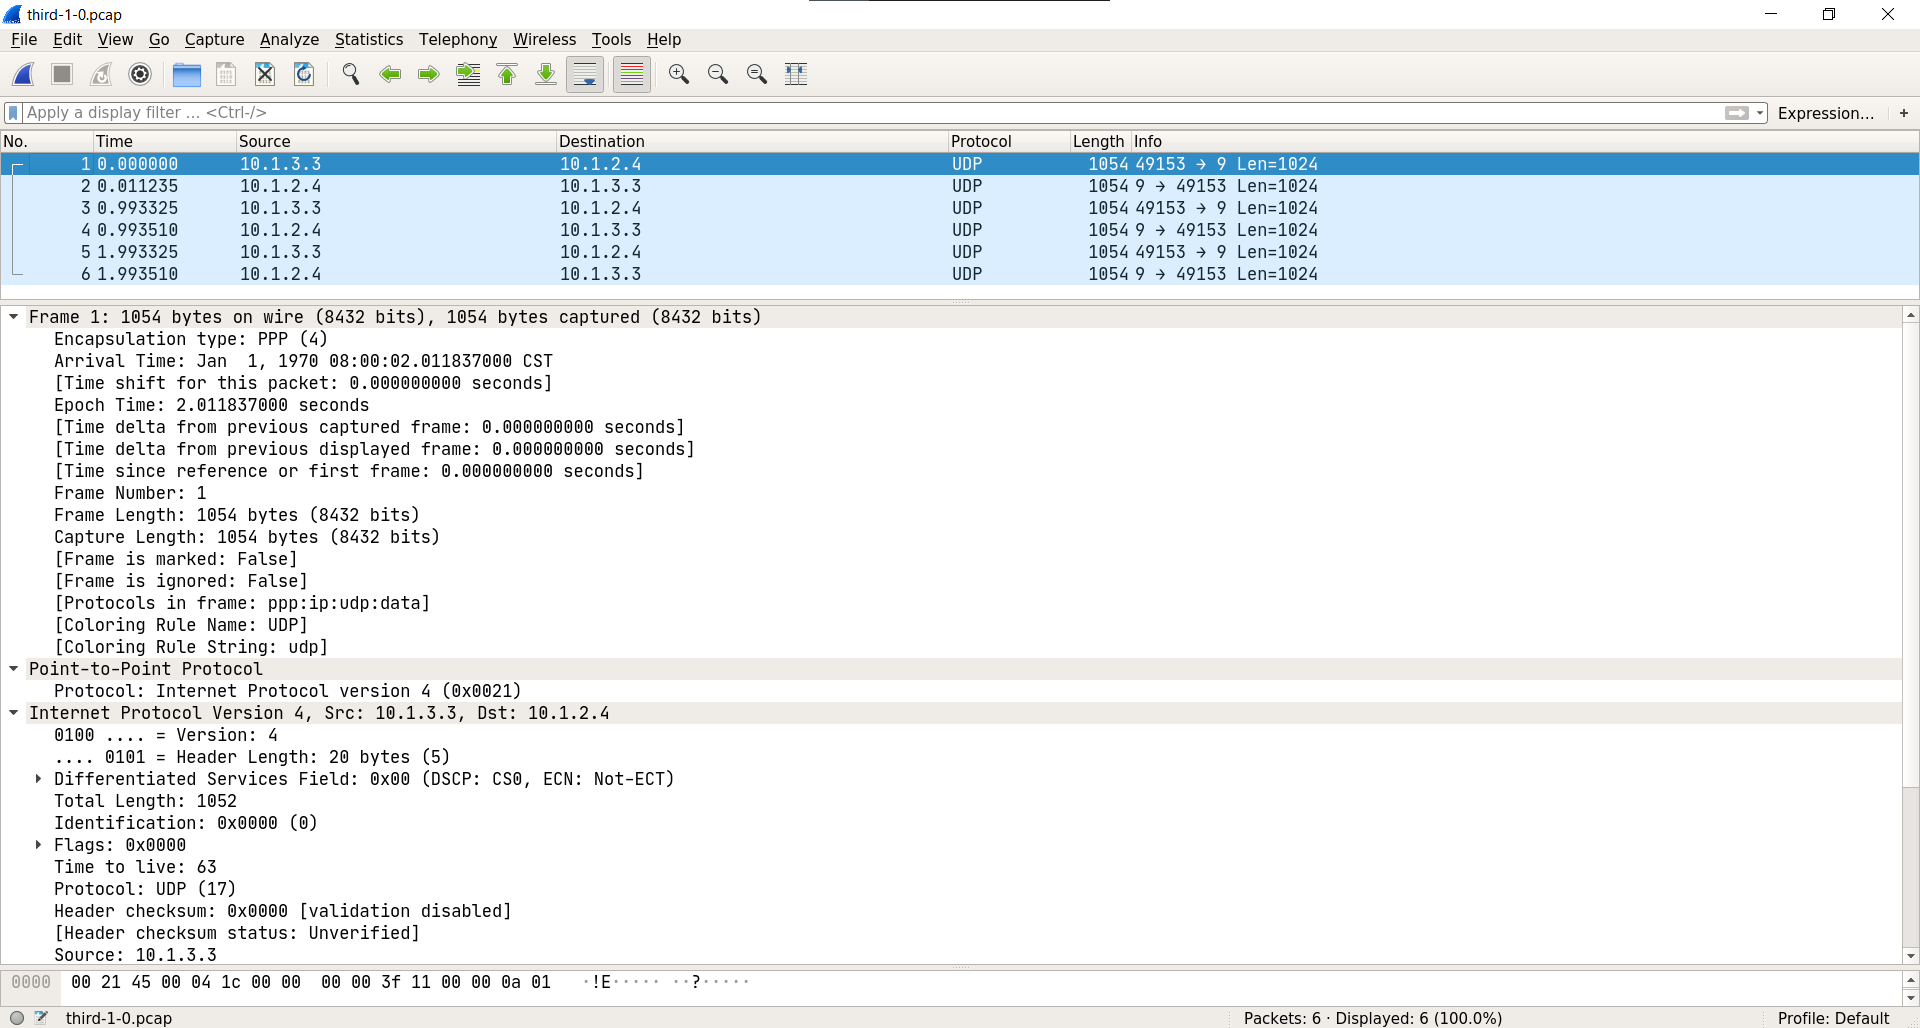 third-1-0.pcap
File Edit View Go Capture Analyze Statistics Telephony Wireless Tools Help
Apply a display filter ... <Ctrl-/> Expression... +
No. Time Source Destination Protocol Length Info
1 0.000000 10.1.3.3 10.1.2.4 UDP 1054 49153 → 9 Len=1024
2 0.011235 10.1.2.4 10.1.3.3 UDP 1054 9 → 49153 Len=1024
3 0.993325 10.1.3.3 10.1.2.4 UDP 1054 49153 → 9 Len=1024
4 0.993510 10.1.2.4 10.1.3.3 UDP 1054 9 → 49153 Len=1024
5 1.993325 10.1.3.3 10.1.2.4 UDP 1054 49153 → 9 Len=1024
6 1.993510 10.1.2.4 10.1.3.3 UDP 1054 9 → 49153 Len=1024
Frame 1: 1054 bytes on wire (8432 bits), 1054 bytes captured (8432 bits)
Encapsulation type: PPP (4)
Arrival Time: Jan  1, 1970 08:00:02.011837000 CST
[Time shift for this packet: 0.000000000 seconds]
Epoch Time: 2.011837000 seconds
[Time delta from previous captured frame: 0.000000000 seconds]
[Time delta from previous displayed frame: 0.000000000 seconds]
[Time since reference or first frame: 0.000000000 seconds]
Frame Number: 1
Frame Length: 1054 bytes (8432 bits)
Capture Length: 1054 bytes (8432 bits)
[Frame is marked: False]
[Frame is ignored: False]
[Protocols in frame: ppp:ip:udp:data]
[Coloring Rule Name: UDP]
[Coloring Rule String: udp]
Point-to-Point Protocol
Protocol: Internet Protocol version 4 (0x0021)
Internet Protocol Version 4, Src: 10.1.3.3, Dst: 10.1.2.4
0100 .... = Version: 4
.... 0101 = Header Length: 20 bytes (5)
Differentiated Services Field: 0x00 (DSCP: CS0, ECN: Not-ECT)
Total Length: 1052
Identification: 0x0000 (0)
Flags: 0x0000
Time to live: 63
Protocol: UDP (17)
Header checksum: 0x0000 [validation disabled]
[Header checksum status: Unverified]
Source: 10.1.3.3
0000 00 21 45 00 04 1c 00 00  00 00 3f 11 00 00 0a 01 ·!E····· ··?·····
third-1-0.pcap Packets: 6 · Displayed: 6 (100.0%) Profile: Default